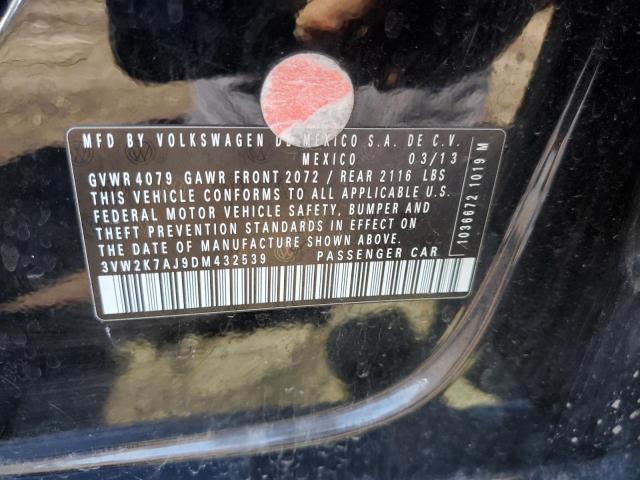 MFD BY VOLKSWAGEN DE MEXICO S.A. DE C.V.
MEXICO 03/13
GVWR 4079 GAWR FRONT 2072 / REAR 2116 LBS
THIS VEHICLE CONFORMS TO ALL APPLICABLE U.S.
FEDERAL MOTOR VEHICLE SAFETY, BUMPER AND
THEFT PREVENTION STANDARDS IN EFFECT ON
THE DATE OF MANUFACTURE SHOWN ABOVE.
3VW2K7AJ9DM432539 PASSENGER CAR
1036672 1019 M